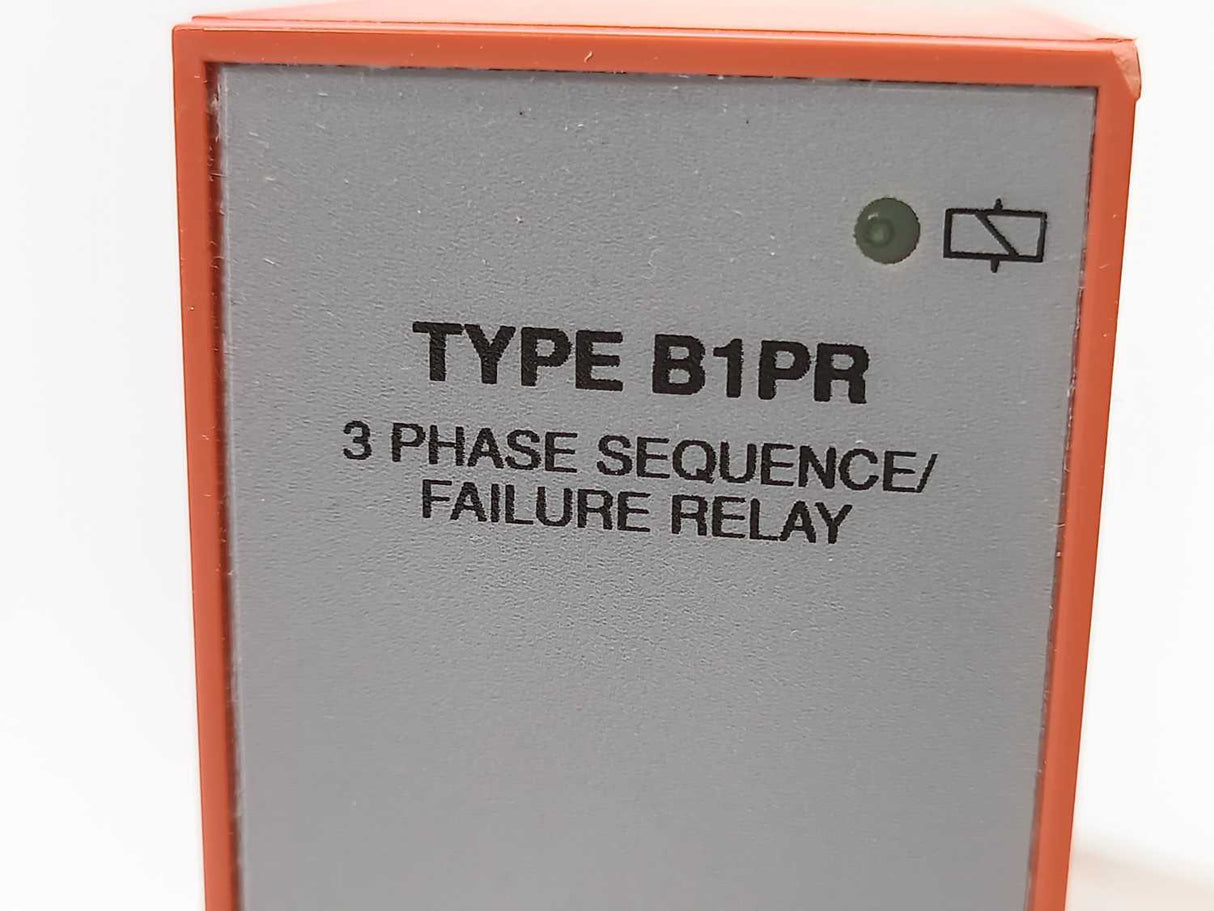 TYPE B1PR
3 PHASE SEQUENCE/
FAILURE RELAY